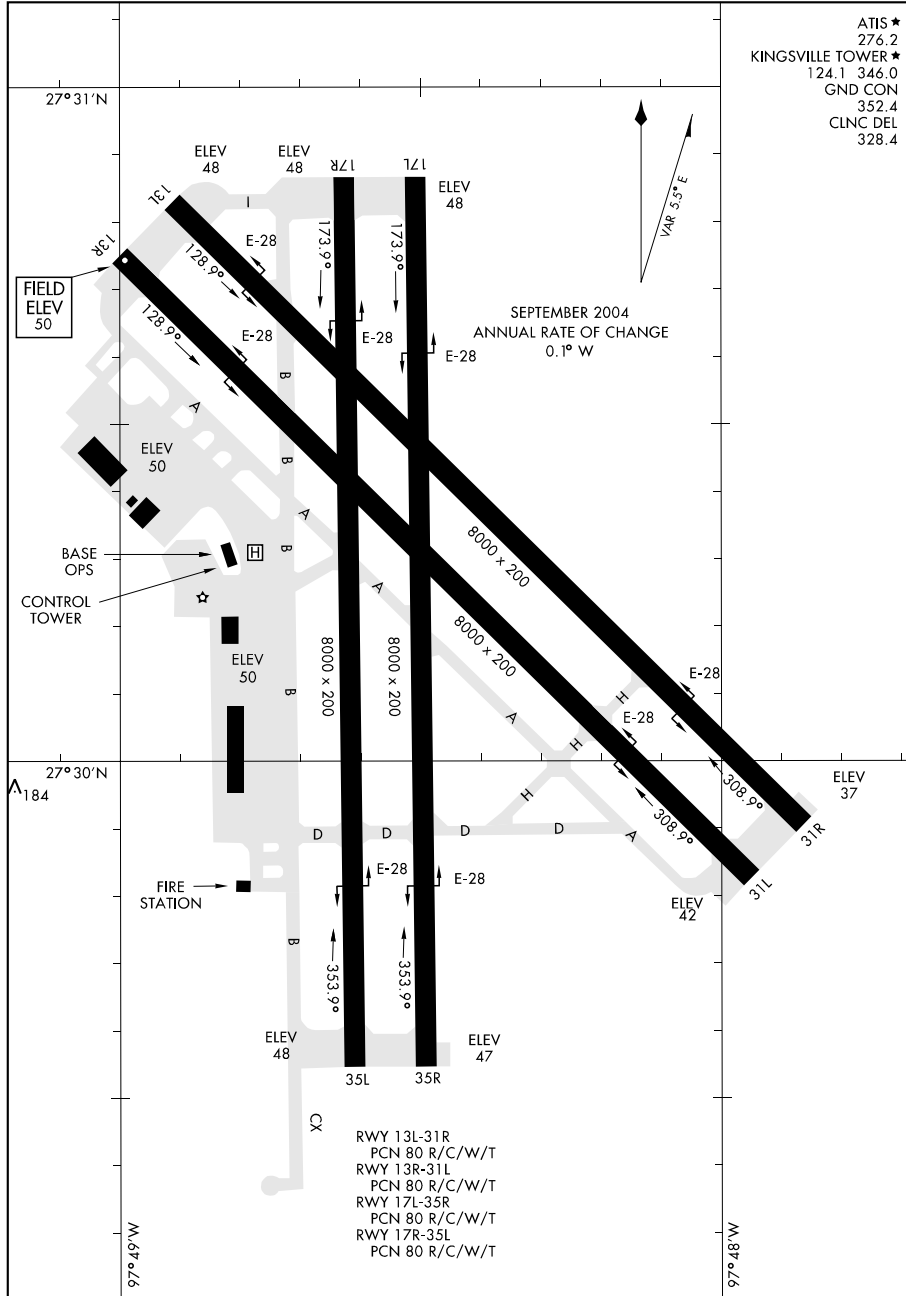 ATIS ★
276.2
KINGSVILLE TOWER ★
124.1 346.0
GND CON
352.4
CLNC DEL
328.4
27°31'N
VAR 5.5° E
SEPTEMBER 2004
ANNUAL RATE OF CHANGE
0.1° W
ELEV
48
ELEV
48
17R
17L
ELEV
48
13L
13R
I
E-28
128.9°
173.9°
173.9°
FIELD
ELEV
50
128.9°
E-28
E-28
E-28
B
A
ELEV
50
B
A
BASE
OPS
H
B
CONTROL
TOWER
A
8000 x 200
8000 x 200
8000 x 200
8000 x 200
ELEV
50
B
H
E-28
A
E-28
H
27°30'N
184
H
308.9°
308.9°
ELEV
37
31R
D
D
D
D
A
31L
ELEV
42
FIRE
STATION
E-28
E-28
B
353.9°
353.9°
ELEV
48
ELEV
47
35L
35R
CX
RWY 13L-31R
PCN 80 R/C/W/T
RWY 13R-31L
PCN 80 R/C/W/T
RWY 17L-35R
PCN 80 R/C/W/T
RWY 17R-35L
PCN 80 R/C/W/T
97°49'W
97°48'W